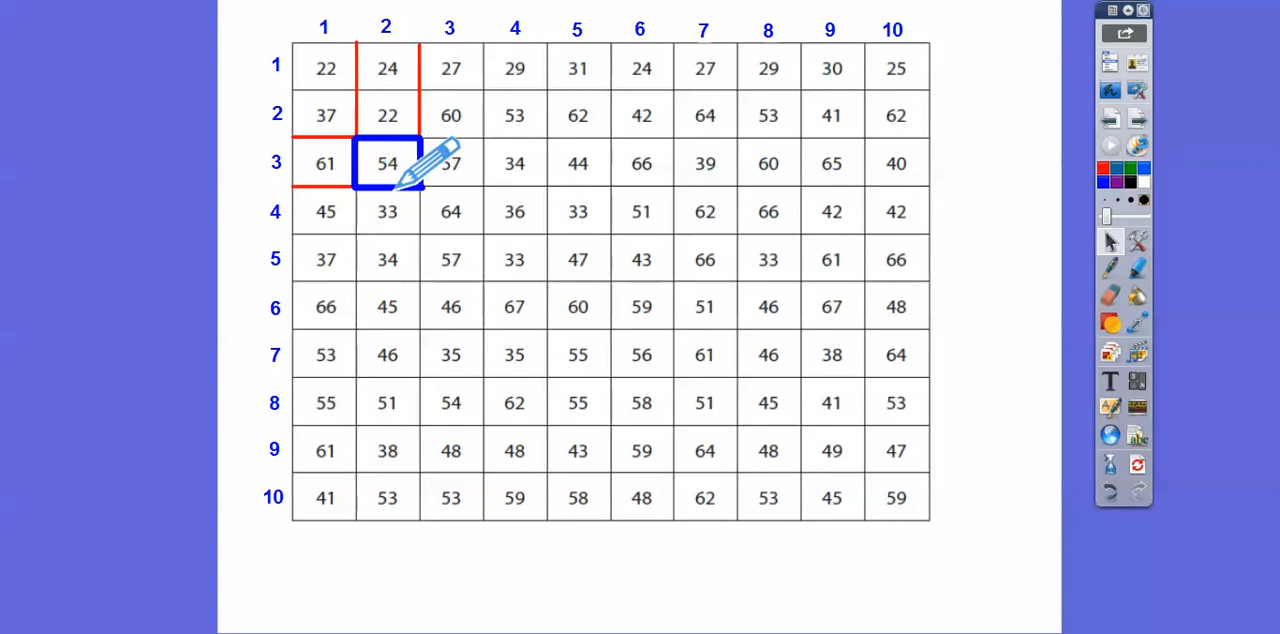 1 2 3 4 5 6 7 8 9 10
1 22 24 27 29 31 24 27 29 30 25
2 37 22 60 53 62 42 64 53 41 62
3 61 54 57 34 44 66 39 60 65 40
4 45 33 64 36 33 51 62 66 42 42
5 37 34 57 33 47 43 66 33 61 66
6 66 45 46 67 60 59 51 46 67 48
7 53 46 35 35 55 56 61 46 38 64
8 55 51 54 62 55 58 51 45 41 53
9 61 38 48 48 43 59 64 48 49 47
10 41 53 53 59 58 48 62 53 45 59
T
abc